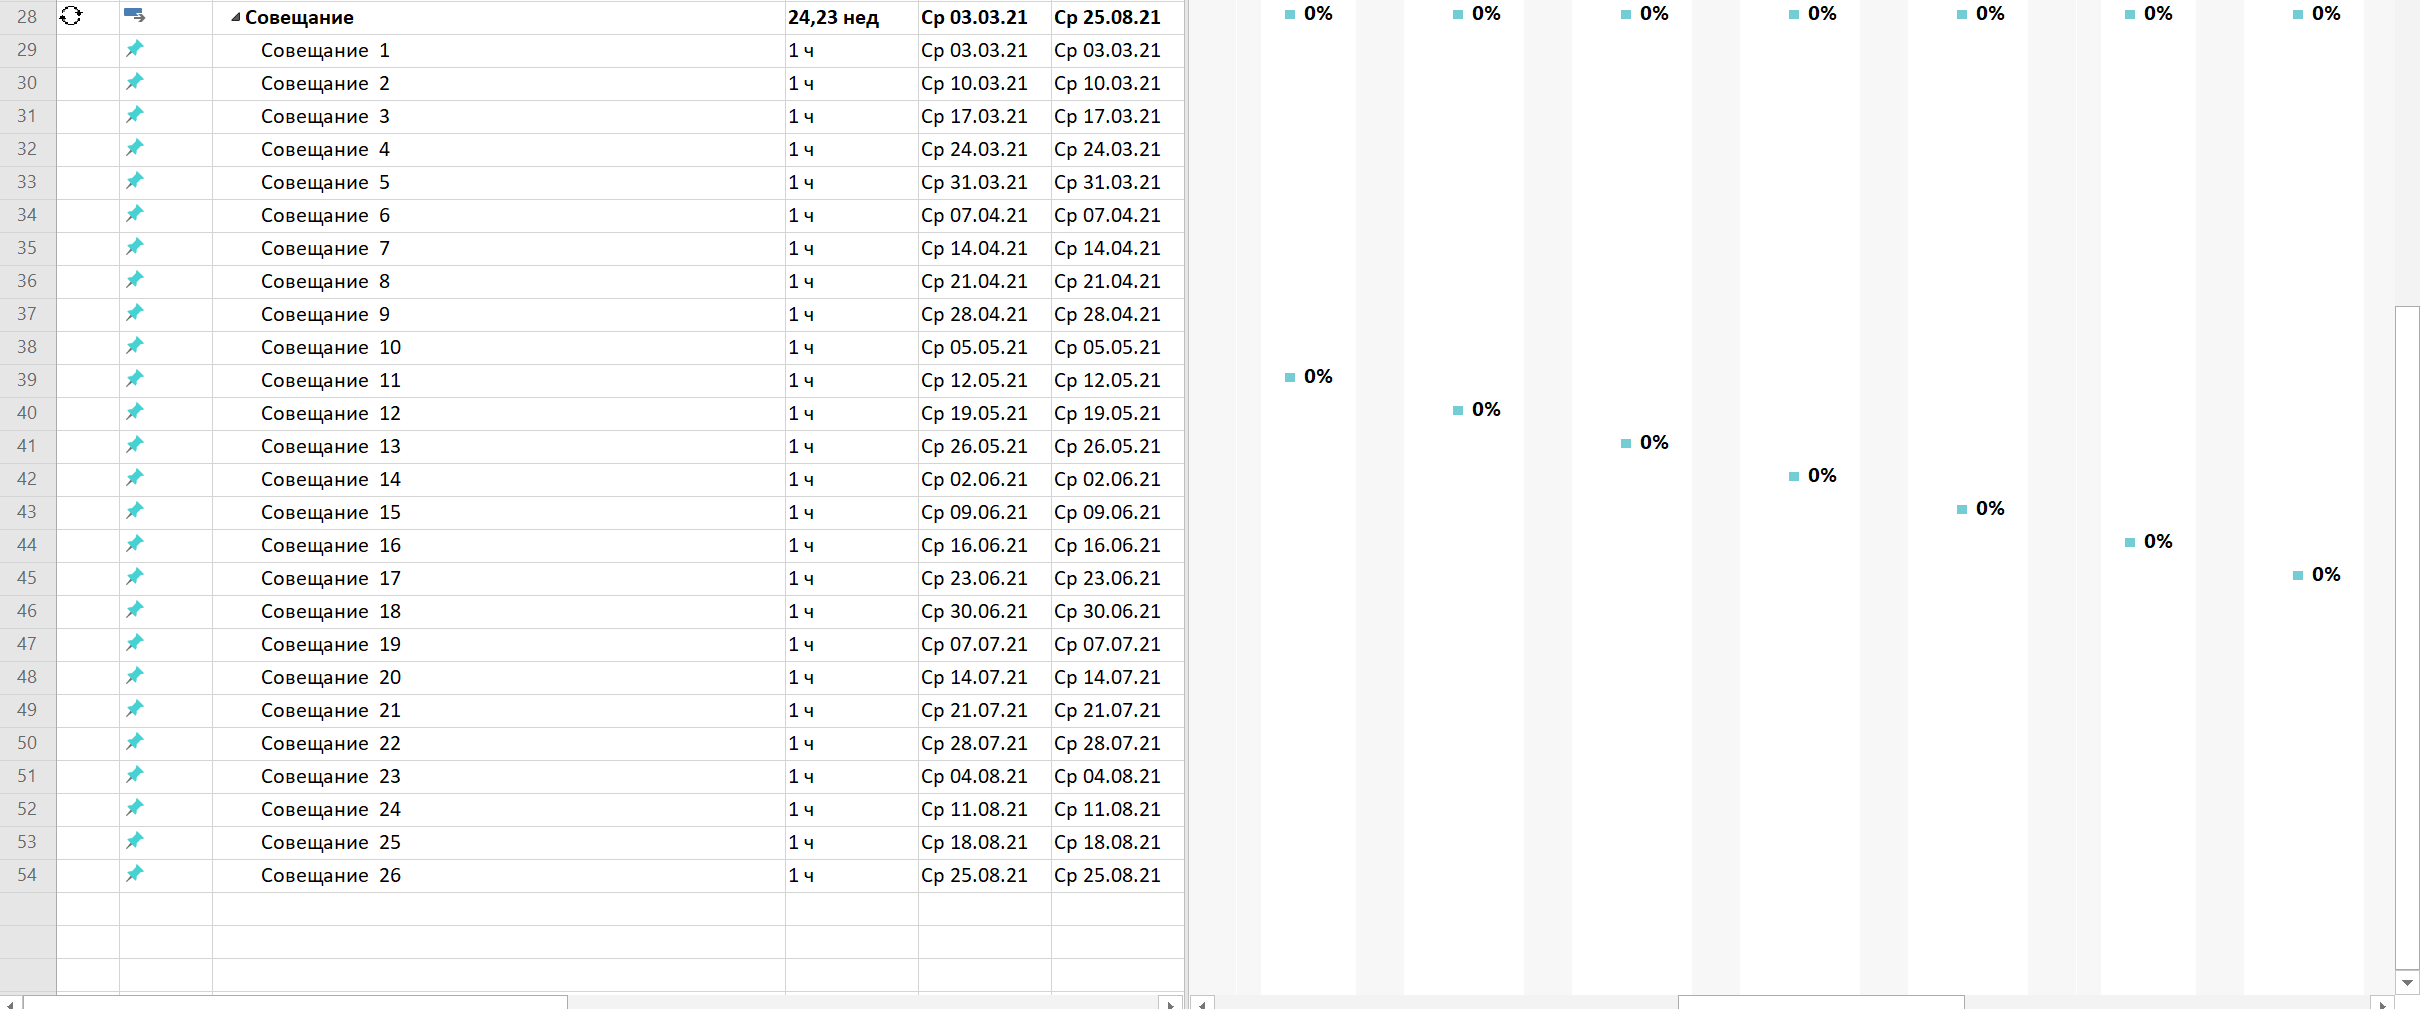 28 Совещание 24,23 нед Ср 03.03.21 Ср 25.08.21 0% 0% 0% 0% 0% 0% 0%
29 Совещание 1 1 ч Ср 03.03.21 Ср 03.03.21
30 Совещание 2 1 ч Ср 10.03.21 Ср 10.03.21
31 Совещание 3 1 ч Ср 17.03.21 Ср 17.03.21
32 Совещание 4 1 ч Ср 24.03.21 Ср 24.03.21
33 Совещание 5 1 ч Ср 31.03.21 Ср 31.03.21
34 Совещание 6 1 ч Ср 07.04.21 Ср 07.04.21
35 Совещание 7 1 ч Ср 14.04.21 Ср 14.04.21
36 Совещание 8 1 ч Ср 21.04.21 Ср 21.04.21
37 Совещание 9 1 ч Ср 28.04.21 Ср 28.04.21
38 Совещание 10 1 ч Ср 05.05.21 Ср 05.05.21
39 Совещание 11 1 ч Ср 12.05.21 Ср 12.05.21 0%
40 Совещание 12 1 ч Ср 19.05.21 Ср 19.05.21 0%
41 Совещание 13 1 ч Ср 26.05.21 Ср 26.05.21 0%
42 Совещание 14 1 ч Ср 02.06.21 Ср 02.06.21 0%
43 Совещание 15 1 ч Ср 09.06.21 Ср 09.06.21 0%
44 Совещание 16 1 ч Ср 16.06.21 Ср 16.06.21 0%
45 Совещание 17 1 ч Ср 23.06.21 Ср 23.06.21 0%
46 Совещание 18 1 ч Ср 30.06.21 Ср 30.06.21
47 Совещание 19 1 ч Ср 07.07.21 Ср 07.07.21
48 Совещание 20 1 ч Ср 14.07.21 Ср 14.07.21
49 Совещание 21 1 ч Ср 21.07.21 Ср 21.07.21
50 Совещание 22 1 ч Ср 28.07.21 Ср 28.07.21
51 Совещание 23 1 ч Ср 04.08.21 Ср 04.08.21
52 Совещание 24 1 ч Ср 11.08.21 Ср 11.08.21
53 Совещание 25 1 ч Ср 18.08.21 Ср 18.08.21
54 Совещание 26 1 ч Ср 25.08.21 Ср 25.08.21